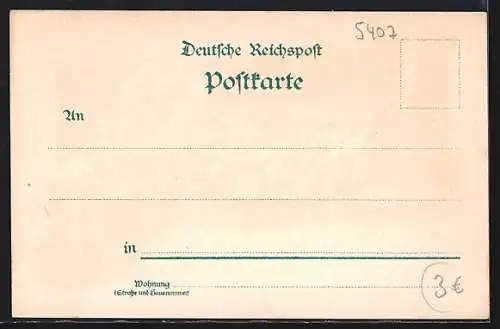 5407
Deutsche Reichspost
Postkarte
An
in
Wohnung
(Straße und Hausnummer)
3€